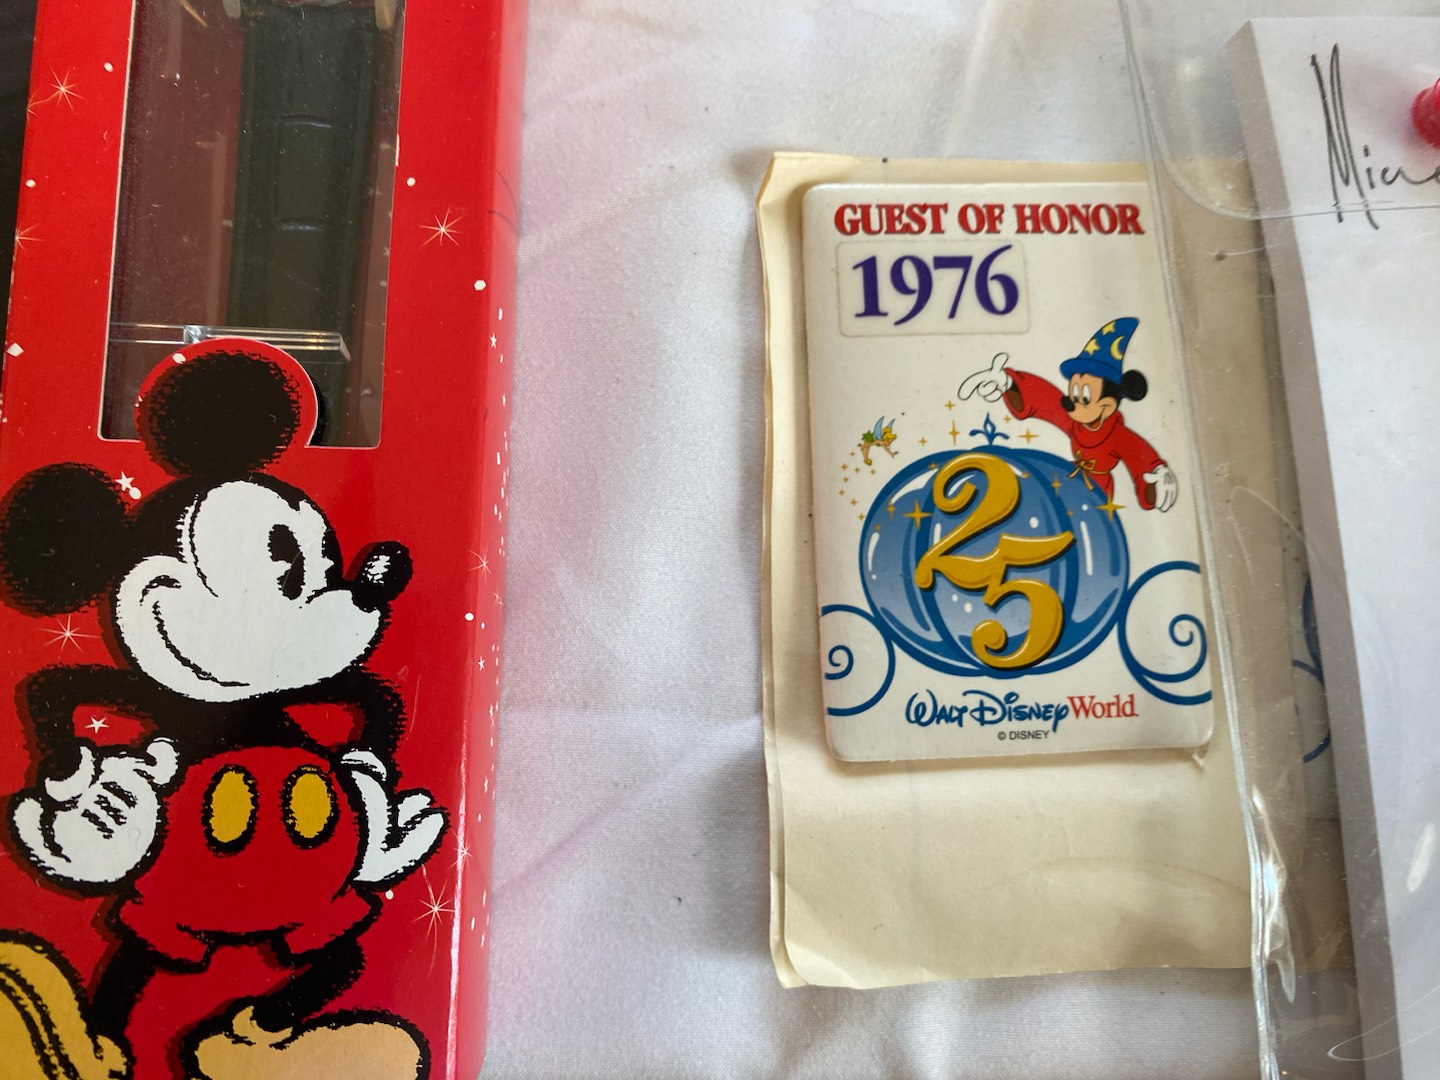 GUEST OF HONOR
1976
25
Walt Disney World
© DISNEY